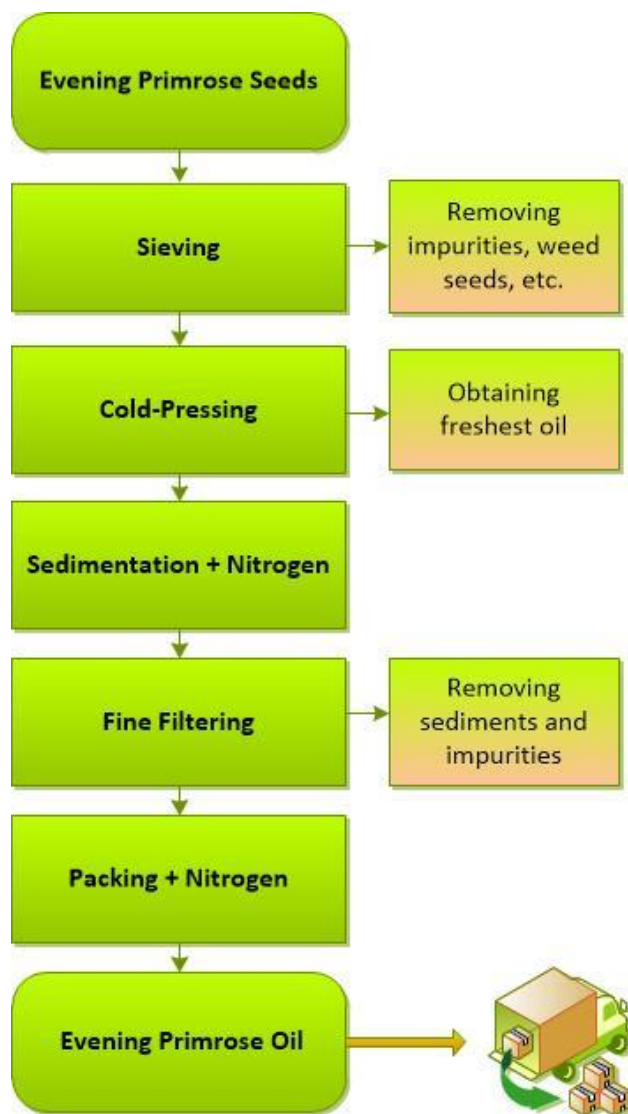 Evening Primrose Seeds
Sieving
Removing
impurities, weed
seeds, etc.
Cold-Pressing
Obtaining
freshest oil
Sedimentation + Nitrogen
Fine Filtering
Removing
sediments and
impurities
Packing + Nitrogen
Evening Primrose Oil